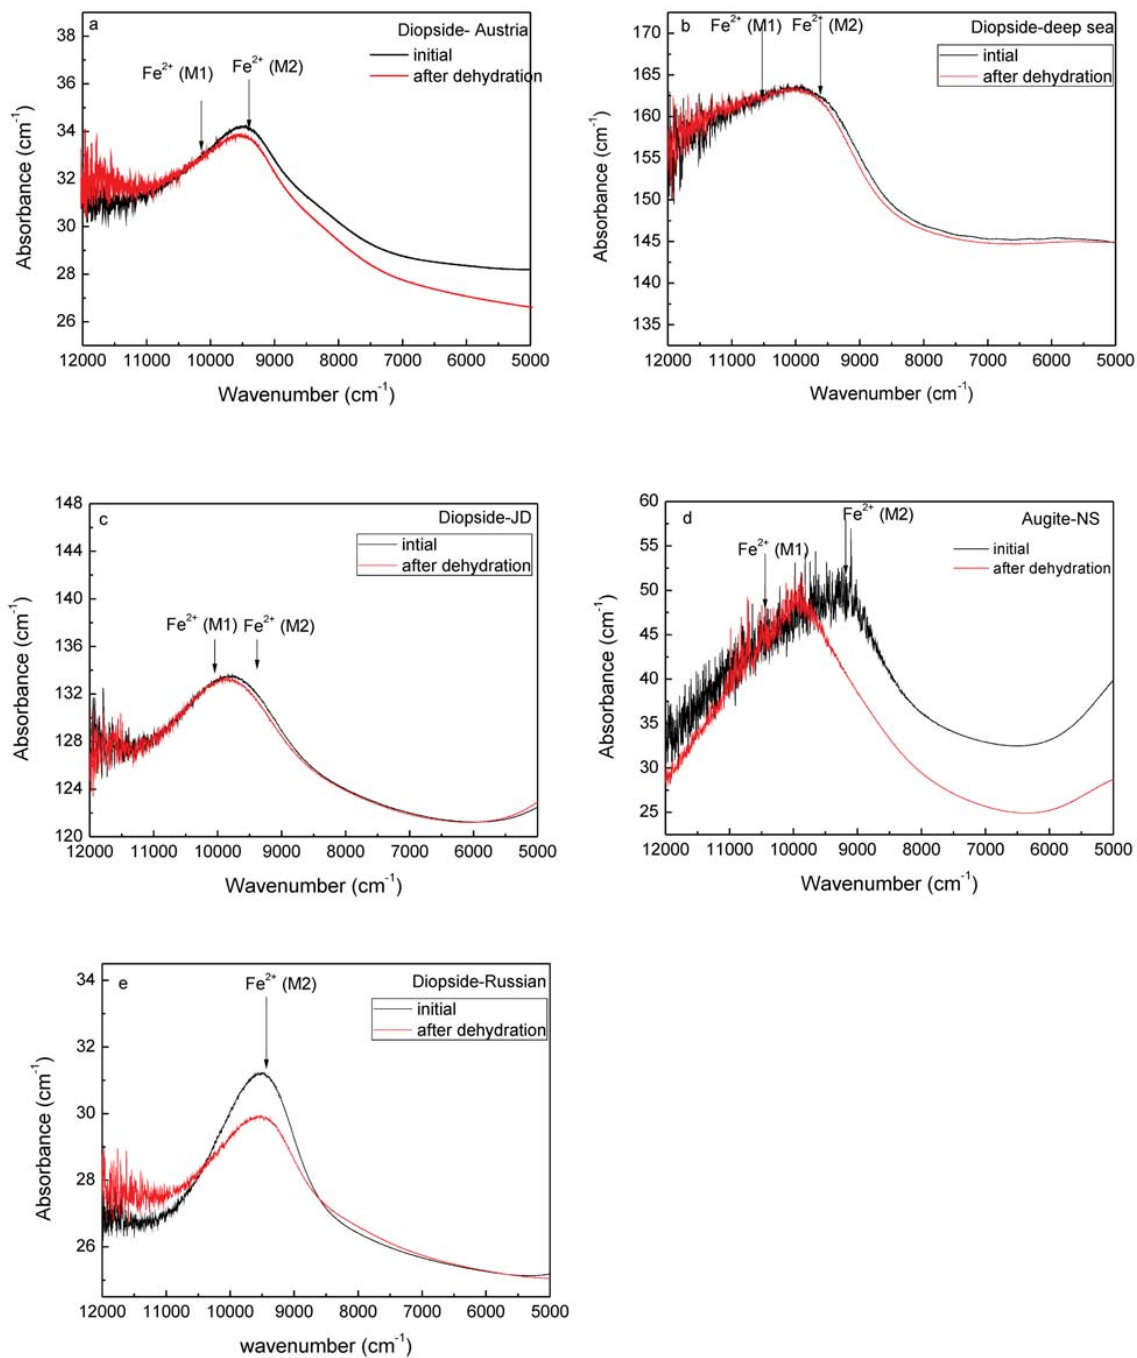 a
Diopside- Austria
initial
after dehydration
Fe²⁺ (M1)
Fe²⁺ (M2)
38
36
34
32
30
28
26
Absorbance (cm⁻¹)
12000 11000 10000 9000 8000 7000 6000 5000
Wavenumber (cm⁻¹)
b
Fe²⁺ (M1)
Fe²⁺ (M2)
Diopside-deep sea
intial
after dehydration
170
165
160
155
150
145
140
135
Absorbance (cm⁻¹)
12000 11000 10000 9000 8000 7000 6000 5000
Wavenumber (cm⁻¹)
c
Diopside-JD
intial
after dehydration
Fe²⁺ (M1)
Fe²⁺ (M2)
148
144
140
136
132
128
124
120
Absorbance (cm⁻¹)
12000 11000 10000 9000 8000 7000 6000 5000
Wavenumber (cm⁻¹)
d
Fe²⁺ (M2)
Augite-NS
Fe²⁺ (M1)
initial
after dehydration
60
55
50
45
40
35
30
25
Absorbance (cm⁻¹)
12000 11000 10000 9000 8000 7000 6000 5000
Wavenumber (cm⁻¹)
e
Fe²⁺ (M2)
Diopside-Russian
initial
after dehydration
34
31
30
28
26
Absorbance (cm⁻¹)
12000 11000 10000 9000 8000 7000 6000 5000
wavenumber (cm⁻¹)